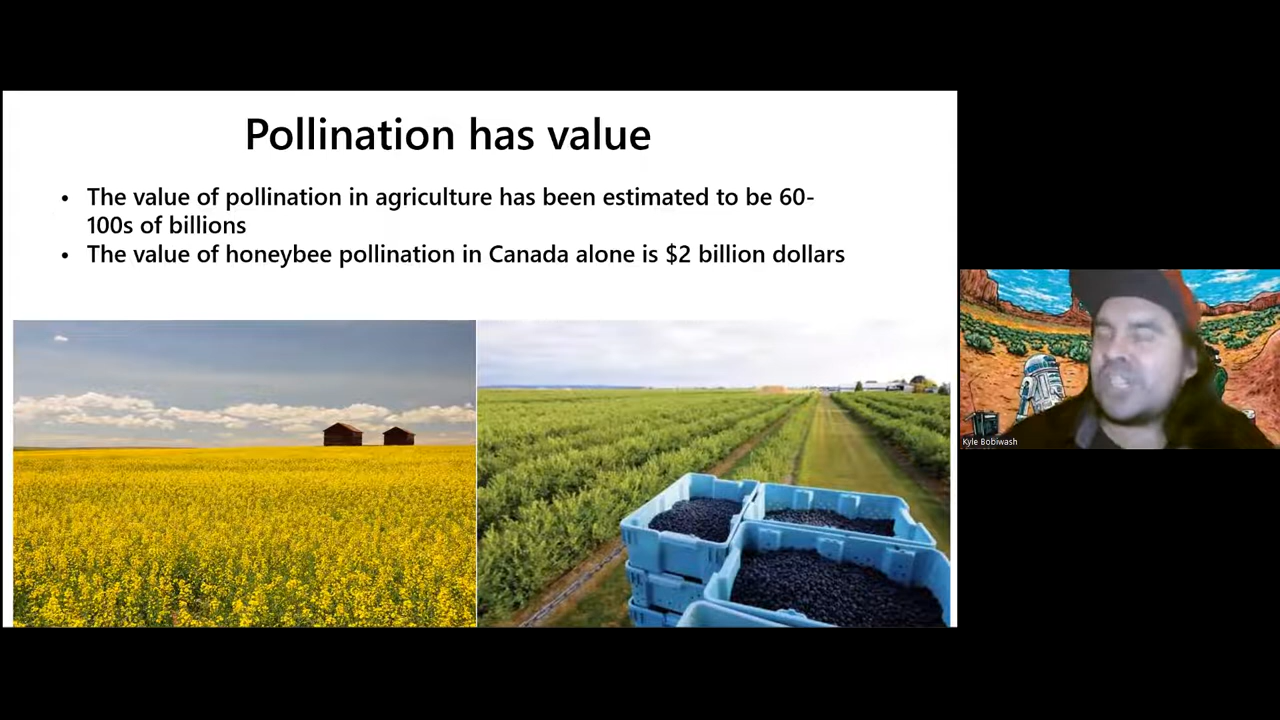 Pollination has value
• The value of pollination in agriculture has been estimated to be 60-
100s of billions
• The value of honeybee pollination in Canada alone is $2 billion dollars
Kyle Bobiwash